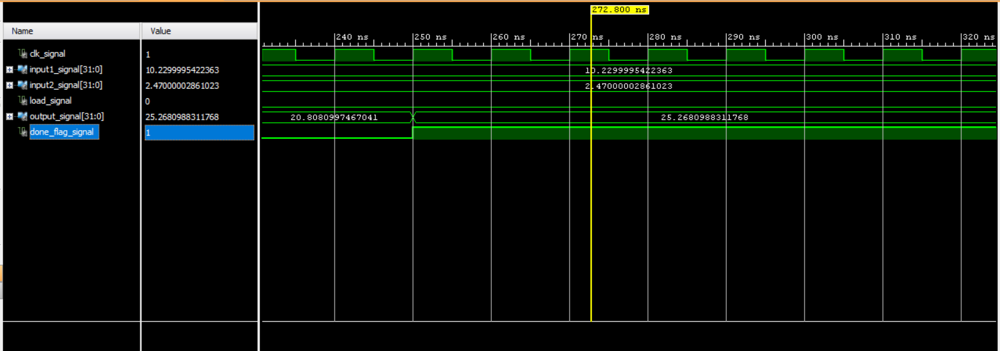 272.800 ns
Name Value
240 ns 250 ns 260 ns 270 ns 280 ns 290 ns 300 ns 310 ns 320 ns
clk_signal 1
input1_signal[31:0] 10.2299995422363 10.2299995422363
input2_signal[31:0] 2.47000002861023 2.47000002861023
load_signal 0
output_signal[31:0] 25.2680988311768 20.8080997467041 25.2680988311768
done_flag_signal 1